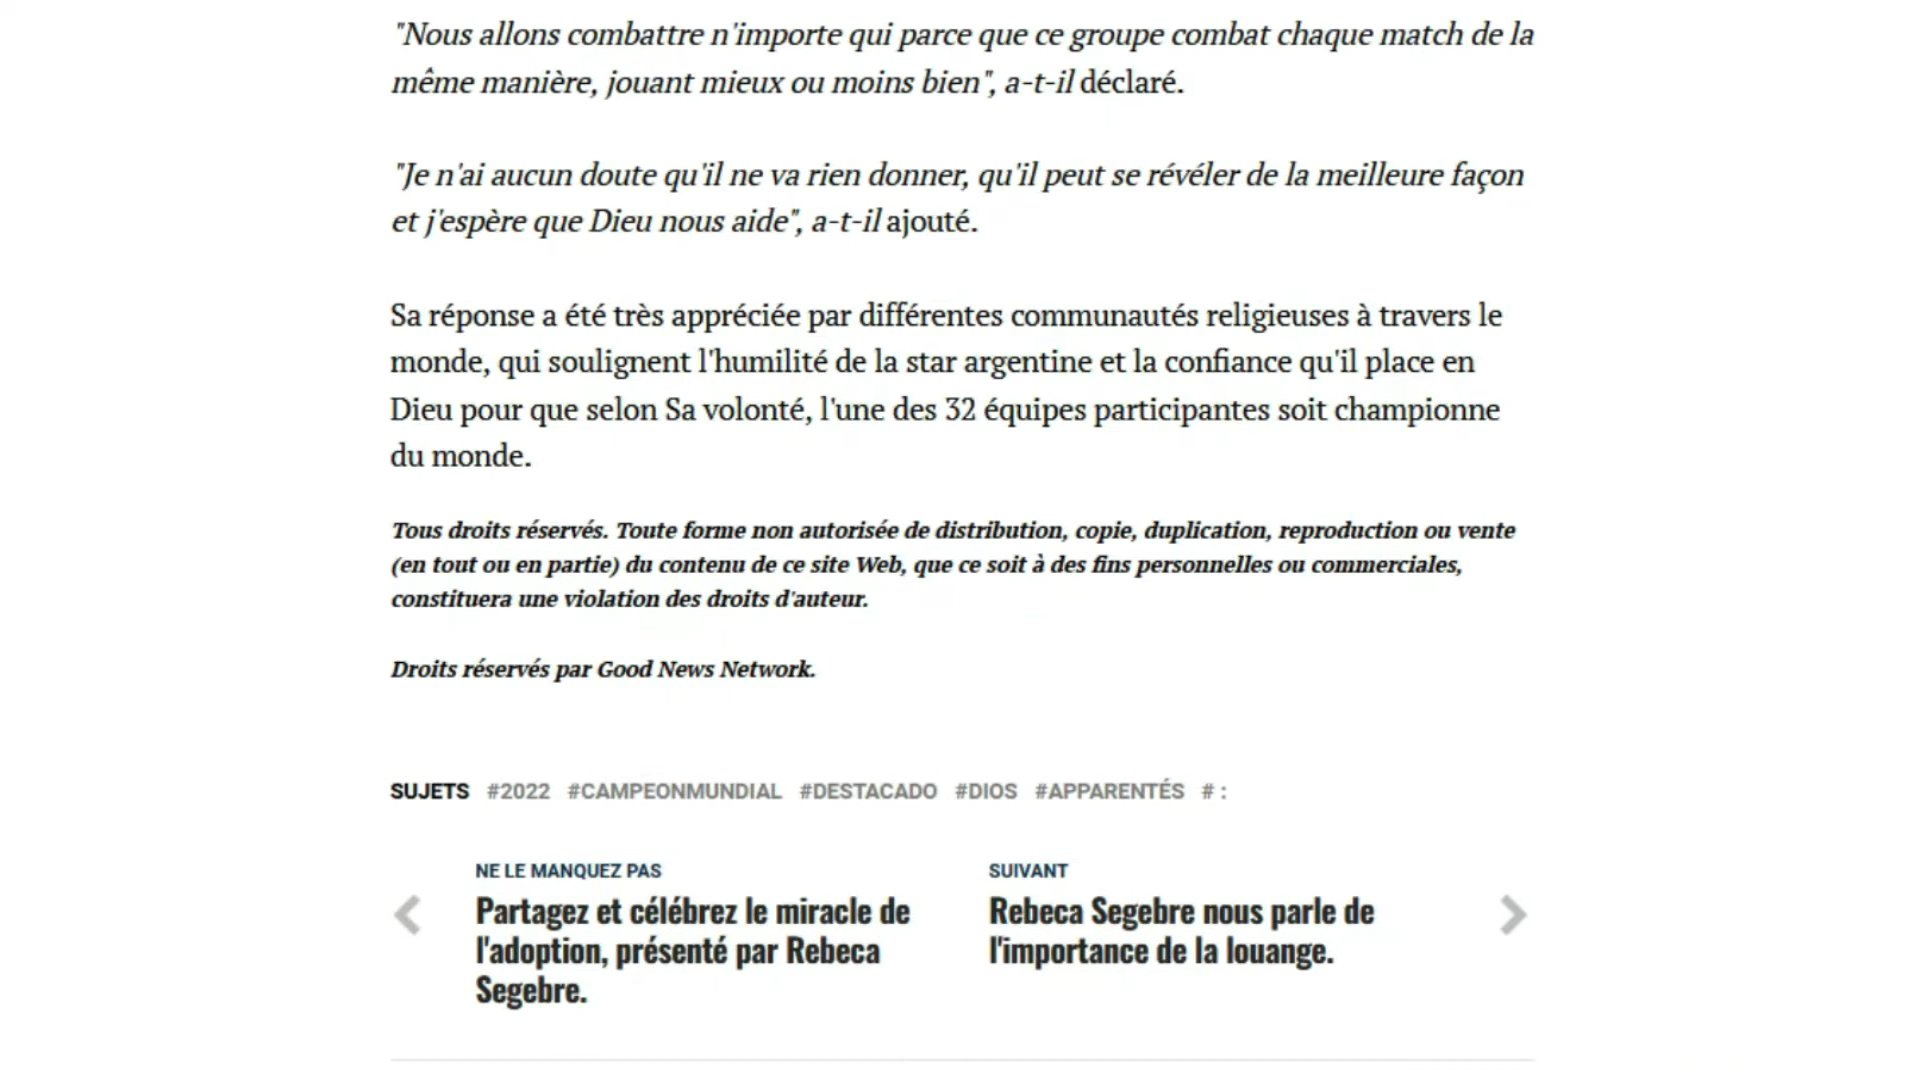 "Nous allons combattre n'importe qui parce que ce groupe combat chaque match de la
même manière, jouant mieux ou moins bien", a-t-il déclaré.
"Je n'ai aucun doute qu'il ne va rien donner, qu'il peut se révéler de la meilleure façon
et j'espère que Dieu nous aide", a-t-il ajouté.
Sa réponse a été très appréciée par différentes communautés religieuses à travers le
monde, qui soulignent l'humilité de la star argentine et la confiance qu'il place en
Dieu pour que selon Sa volonté, l'une des 32 équipes participantes soit championne
du monde.
Tous droits réservés. Toute forme non autorisée de distribution, copie, duplication, reproduction ou vente
(en tout ou en partie) du contenu de ce site Web, que ce soit à des fins personnelles ou commerciales,
constituera une violation des droits d'auteur.
Droits réservés par Good News Network.
SUJETS #2022 #CAMPEONMUNDIAL #DESTACADO #DIOS #APPARENTÉS # :
NE LE MANQUEZ PAS
Partagez et célébrez le miracle de
l'adoption, présenté par Rebeca
Segebre.
SUIVANT
Rebeca Segebre nous parle de
l'importance de la louange.